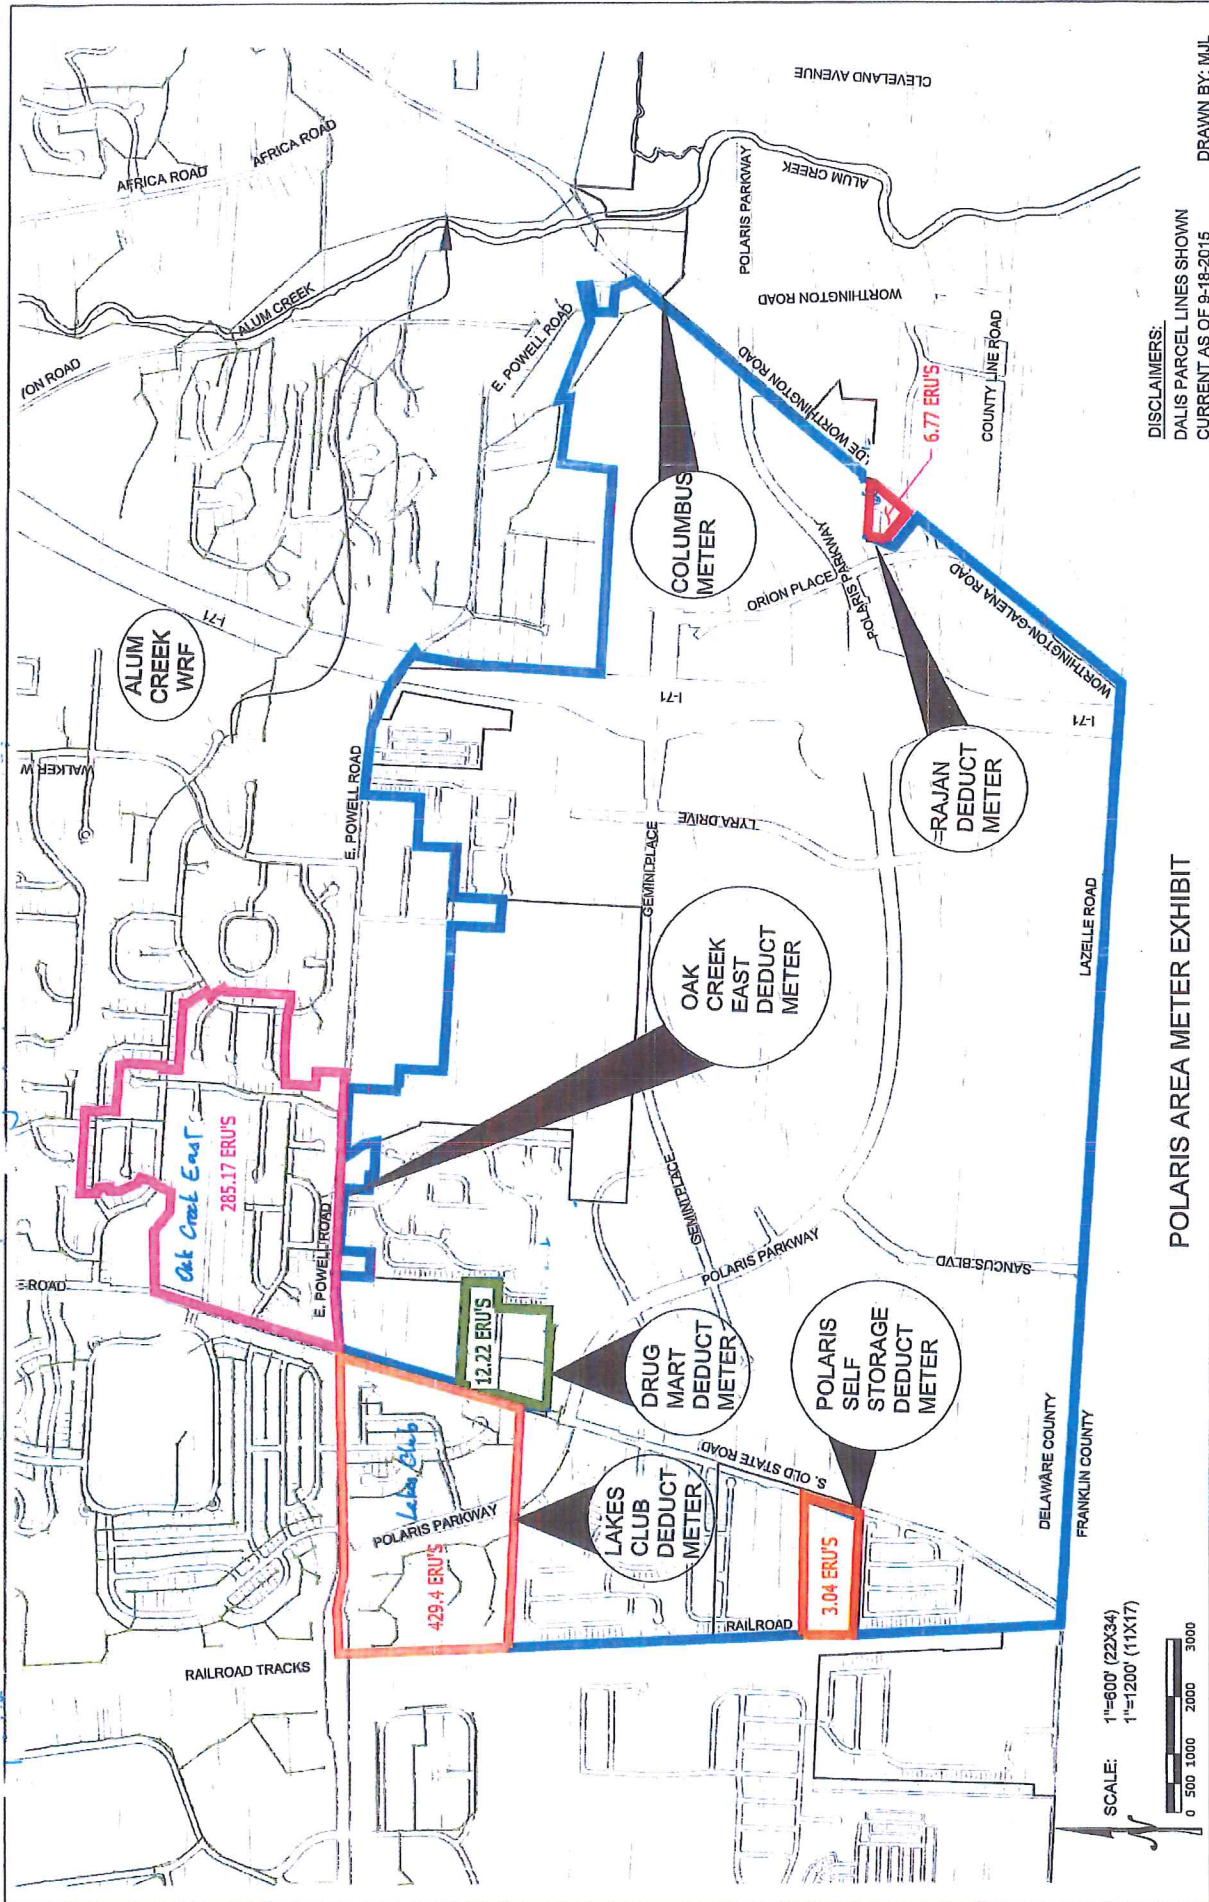 AFRICA ROAD
AFRICA ROAD
ALUM CREEK
I-71
ALUM
CREEK
WRF
E. POWELL ROAD
E. POWELL ROAD
Oak Creek East
285.17 ERU'S
E. POWELL ROAD
RAILROAD TRACKS
CLEVELAND AVENUE
POLARIS PARKWAY
ALUM CREEK
WORTHINGTON ROAD
WORTHINGTON ROAD
COLUMBUS
METER
6.77 ERU'S
COUNTY LINE ROAD
ORION PLACE
POLARIS PARKWAY
WORTHINGTON-GALENA ROAD
I-71
I-71
RAJAN
DEDUCT
METER
LYRA DRIVE
GEMINI PLACE
OAK
CREEK
EAST
DEDUCT
METER
LAZELLE ROAD
GEMINI PLACE
POLARIS PARKWAY
SANCUS BLVD
12.22 ERU'S
DRUG
MART
DEDUCT
METER
POLARIS
SELF
STORAGE
DEDUCT
METER
Lakes Club
POLARIS PARKWAY
429.4 ERU'S
LAKES
CLUB
DEDUCT
METER
S. OLD STATE ROAD
3.04 ERU'S
RAILROAD
DELAWARE COUNTY
FRANKLIN COUNTY
SCALE: 1"=600' (22X34)
1"=1200' (11X17)
0 500 1000 2000 3000
N
POLARIS AREA METER EXHIBIT
DISCLAIMERS:
DALIS PARCEL LINES SHOWN
CURRENT AS OF 9-18-2015
DRAWN BY: MJL